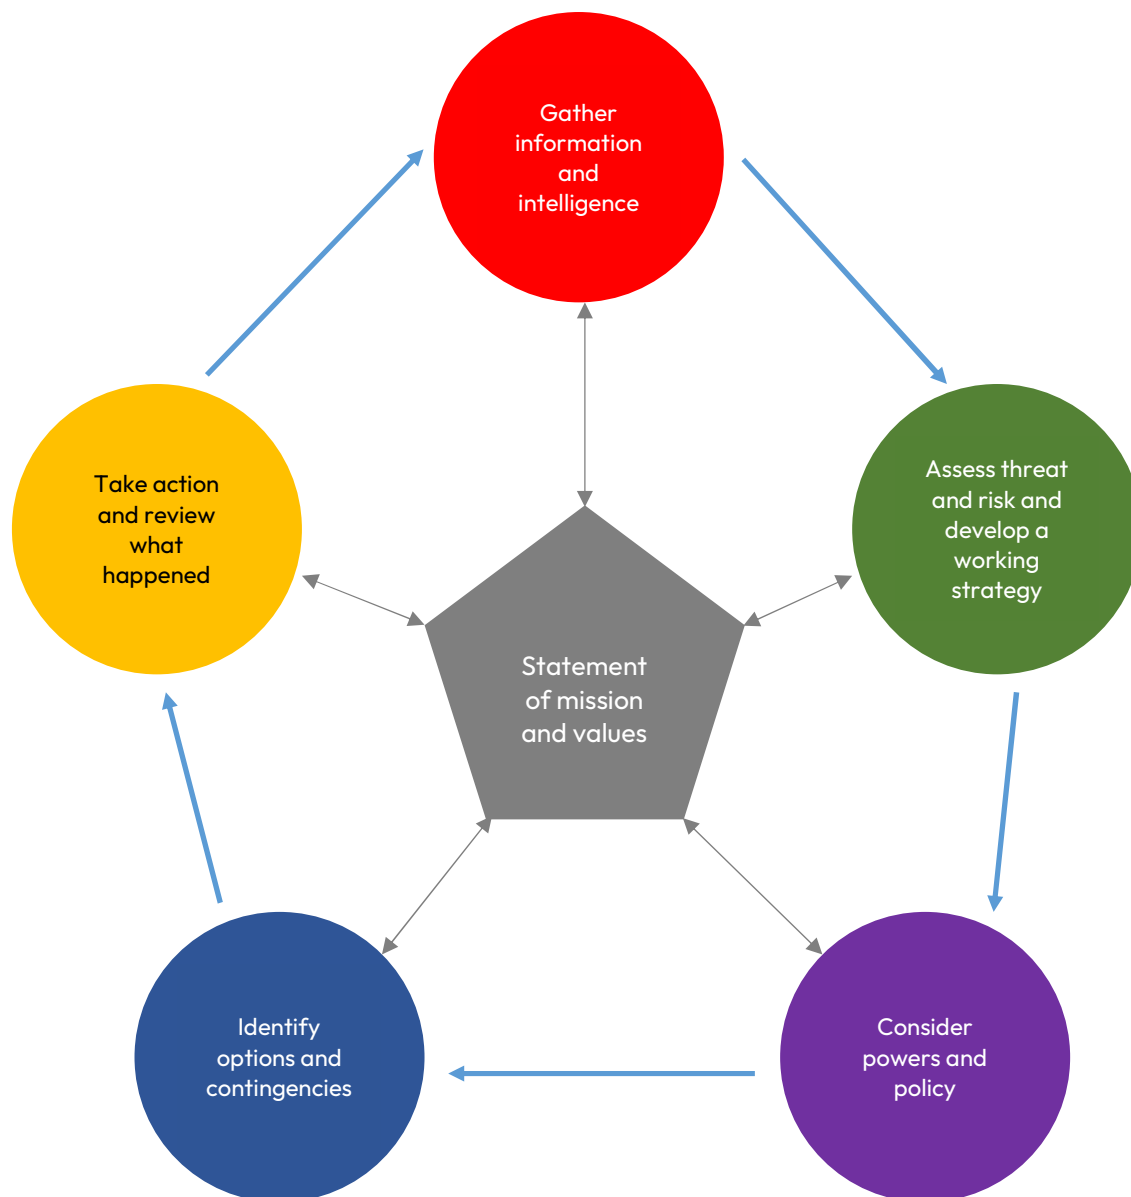 Gather
information
and
intelligence
Assess threat
and risk and
develop a
working
strategy
Take action
and review
what
happened
Statement
of mission
and values
Identify
options and
contingencies
Consider
powers and
policy